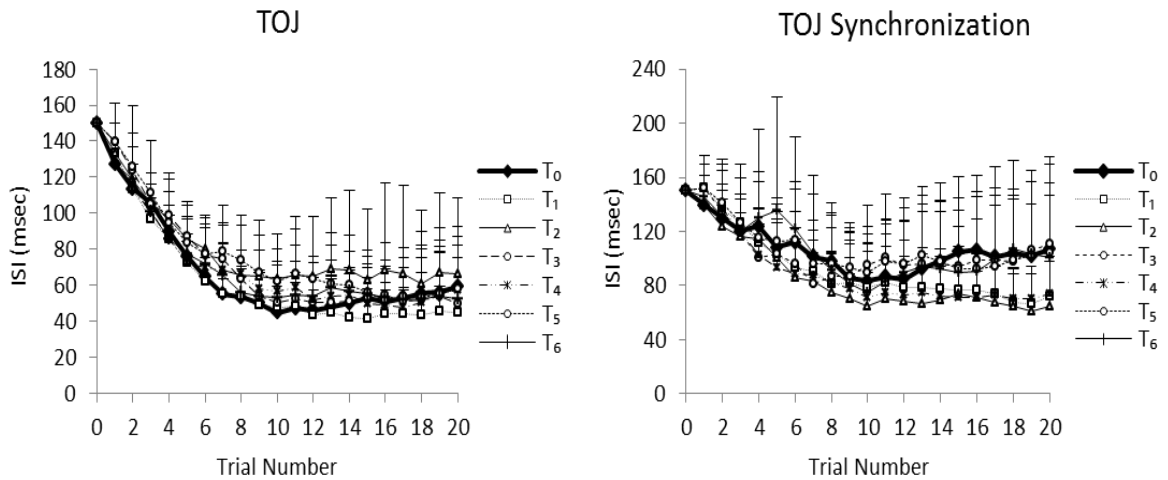 TOJ
180
160
140
120
100
80
60
40
20
0
ISI (msec)
0 2 4 6 8 10 12 14 16 18 20
Trial Number
T₀
T₁
T₂
T₃
T₄
T₅
T₆
TOJ Synchronization
240
200
160
120
80
40
0
ISI (msec)
0 2 4 6 8 10 12 14 16 18 20
Trial Number
T₀
T₁
T₂
T₃
T₄
T₅
T₆